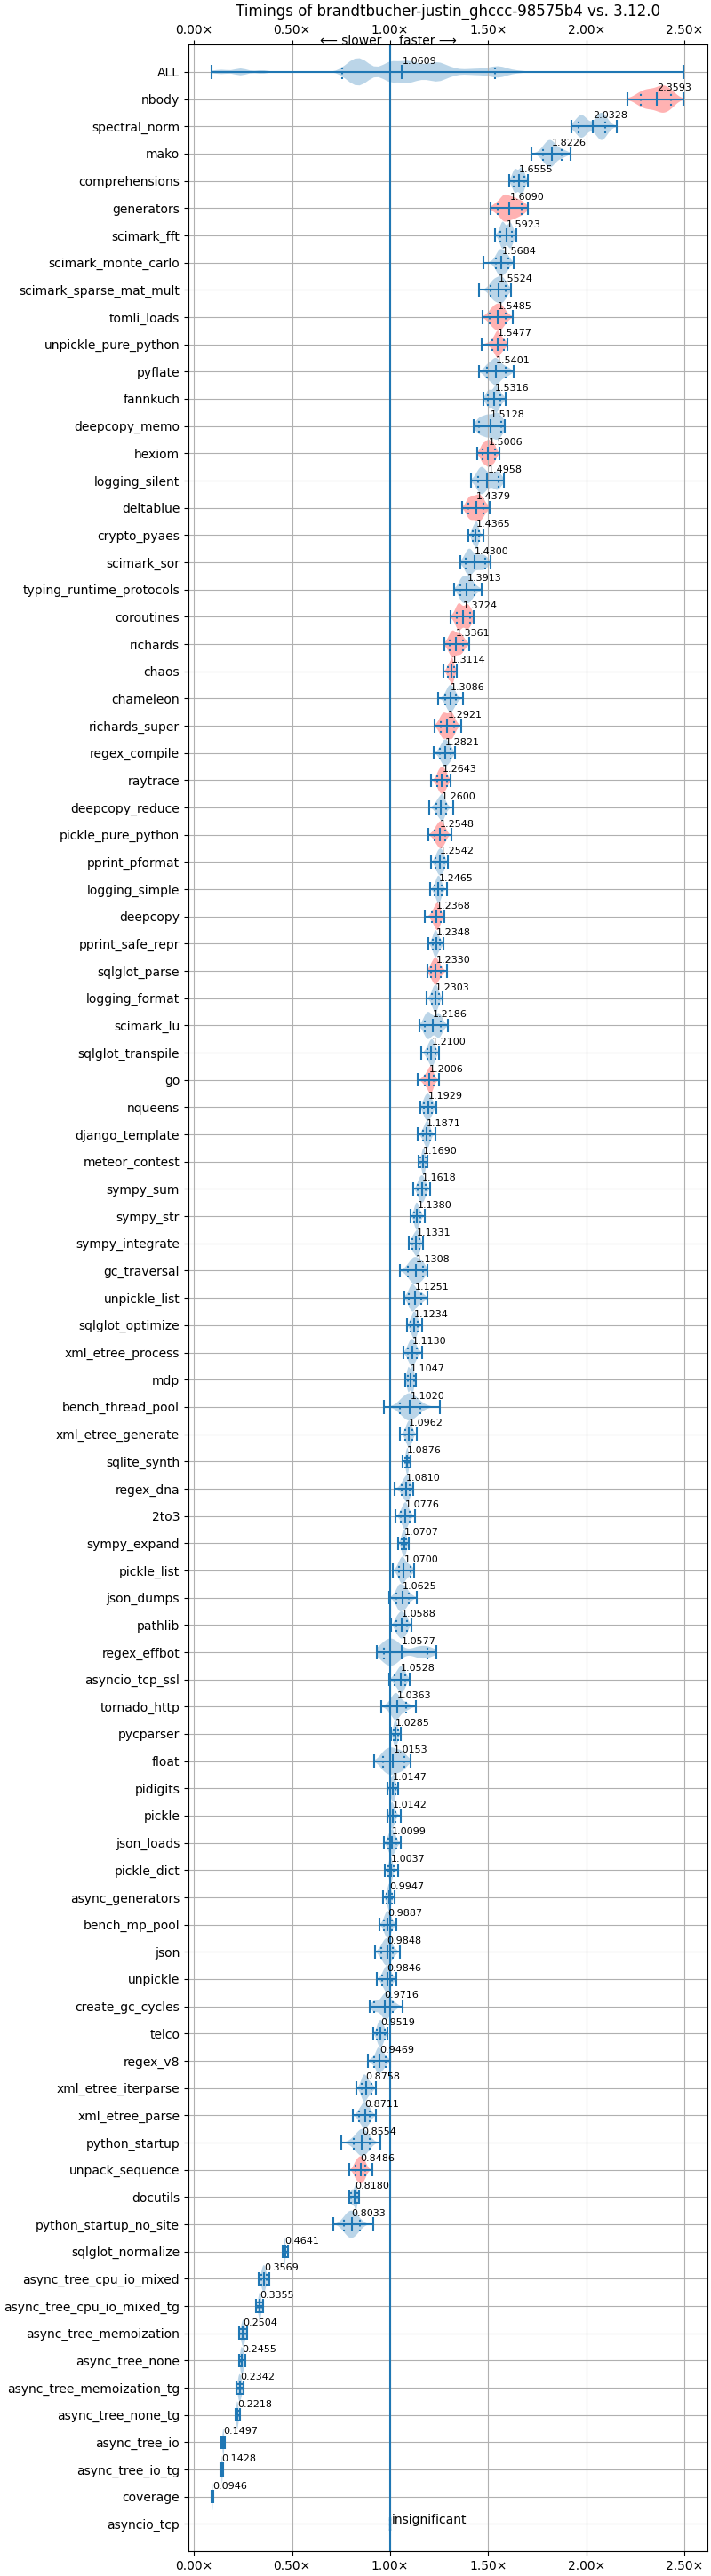 Timings of brandtbucher-justin_ghccc-98575b4 vs. 3.12.0
0.00× 0.50× 1.00× 1.50× 2.00× 2.50×
⟵ slower faster ⟶
ALL 1.0609
nbody 2.3593
spectral_norm 2.0328
mako 1.8226
comprehensions 1.6555
generators 1.6090
scimark_fft 1.5923
scimark_monte_carlo 1.5684
scimark_sparse_mat_mult 1.5524
tomli_loads 1.5485
unpickle_pure_python 1.5477
pyflate 1.5401
fannkuch 1.5316
deepcopy_memo 1.5128
hexiom 1.5006
logging_silent 1.4958
deltablue 1.4379
crypto_pyaes 1.4365
scimark_sor 1.4300
typing_runtime_protocols 1.3913
coroutines 1.3724
richards 1.3361
chaos 1.3114
chameleon 1.3086
richards_super 1.2921
regex_compile 1.2821
raytrace 1.2643
deepcopy_reduce 1.2600
pickle_pure_python 1.2548
pprint_pformat 1.2542
logging_simple 1.2465
deepcopy 1.2368
pprint_safe_repr 1.2348
sqlglot_parse 1.2330
logging_format 1.2303
scimark_lu 1.2186
sqlglot_transpile 1.2100
go 1.2006
nqueens 1.1929
django_template 1.1871
meteor_contest 1.1690
sympy_sum 1.1618
sympy_str 1.1380
sympy_integrate 1.1331
gc_traversal 1.1308
unpickle_list 1.1251
sqlglot_optimize 1.1234
xml_etree_process 1.1130
mdp 1.1047
bench_thread_pool 1.1020
xml_etree_generate 1.0962
sqlite_synth 1.0876
regex_dna 1.0810
2to3 1.0776
sympy_expand 1.0707
pickle_list 1.0700
json_dumps 1.0625
pathlib 1.0588
regex_effbot 1.0577
asyncio_tcp_ssl 1.0528
tornado_http 1.0363
pycparser 1.0285
float 1.0153
pidigits 1.0147
pickle 1.0142
json_loads 1.0099
pickle_dict 1.0037
async_generators 0.9947
bench_mp_pool 0.9887
json 0.9848
unpickle 0.9846
create_gc_cycles 0.9716
telco 0.9519
regex_v8 0.9469
xml_etree_iterparse 0.8758
xml_etree_parse 0.8711
python_startup 0.8554
unpack_sequence 0.8486
docutils 0.8180
python_startup_no_site 0.8033
sqlglot_normalize 0.4641
async_tree_cpu_io_mixed 0.3569
async_tree_cpu_io_mixed_tg 0.3355
async_tree_memoization 0.2504
async_tree_none 0.2455
async_tree_memoization_tg 0.2342
async_tree_none_tg 0.2218
async_tree_io 0.1497
async_tree_io_tg 0.1428
coverage 0.0946
asyncio_tcp insignificant
0.00× 0.50× 1.00× 1.50× 2.00× 2.50×